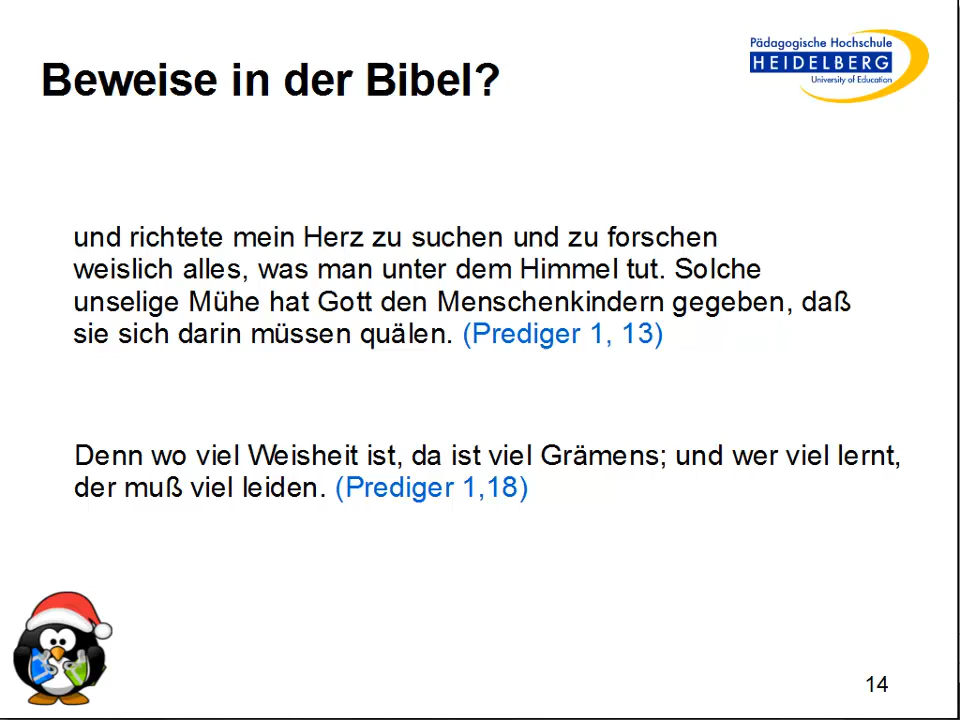 Beweise in der Bibel?
Pädagogische Hochschule
HEIDELBERG
University of Education
und richtete mein Herz zu suchen und zu forschen
weislich alles, was man unter dem Himmel tut. Solche
unselige Mühe hat Gott den Menschenkindern gegeben, daß
sie sich darin müssen quälen. (Prediger 1, 13)
Denn wo viel Weisheit ist, da ist viel Grämens; und wer viel lernt,
der muß viel leiden. (Prediger 1,18)
14